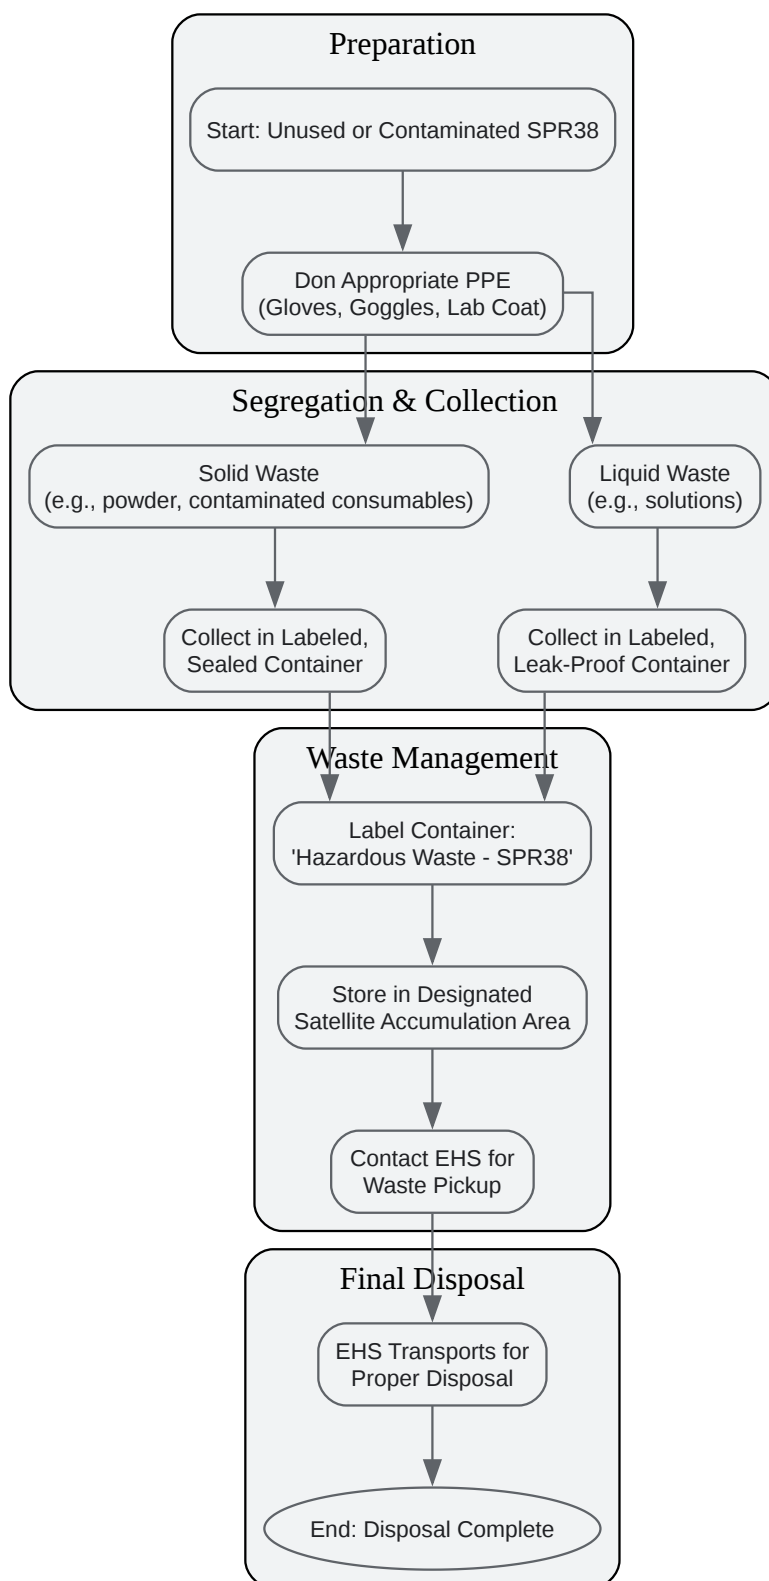 Preparation
Start: Unused or Contaminated SPR38
Don Appropriate PPE
(Gloves, Goggles, Lab Coat)
Segregation & Collection
Solid Waste
(e.g., powder, contaminated consumables)
Liquid Waste
(e.g., solutions)
Collect in Labeled,
Sealed Container
Collect in Labeled,
Leak-Proof Container
Waste Management
Label Container:
'Hazardous Waste - SPR38'
Store in Designated
Satellite Accumulation Area
Contact EHS for
Waste Pickup
Final Disposal
EHS Transports for
Proper Disposal
End: Disposal Complete